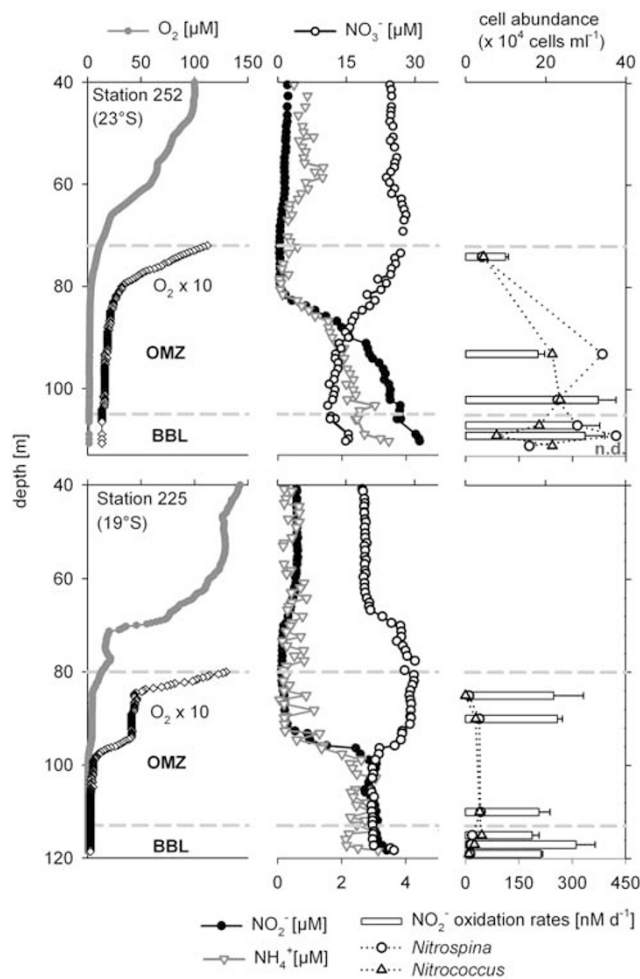 O2 [µM]
NO3- [µM]
cell abundance
(x 10^4 cells ml-1)
0 50 100 150
0 15 30
0 20 40
40
60
80
100
Station 252
(23°S)
O2 x 10
OMZ
BBL
n.d.
depth [m]
40
60
80
100
120
Station 225
(19°S)
O2 x 10
OMZ
BBL
0 2 4
0 150 300 450
NO2- [µM]
NH4+ [µM]
NO2- oxidation rates [nM d-1]
Nitrospina
Nitrococcus